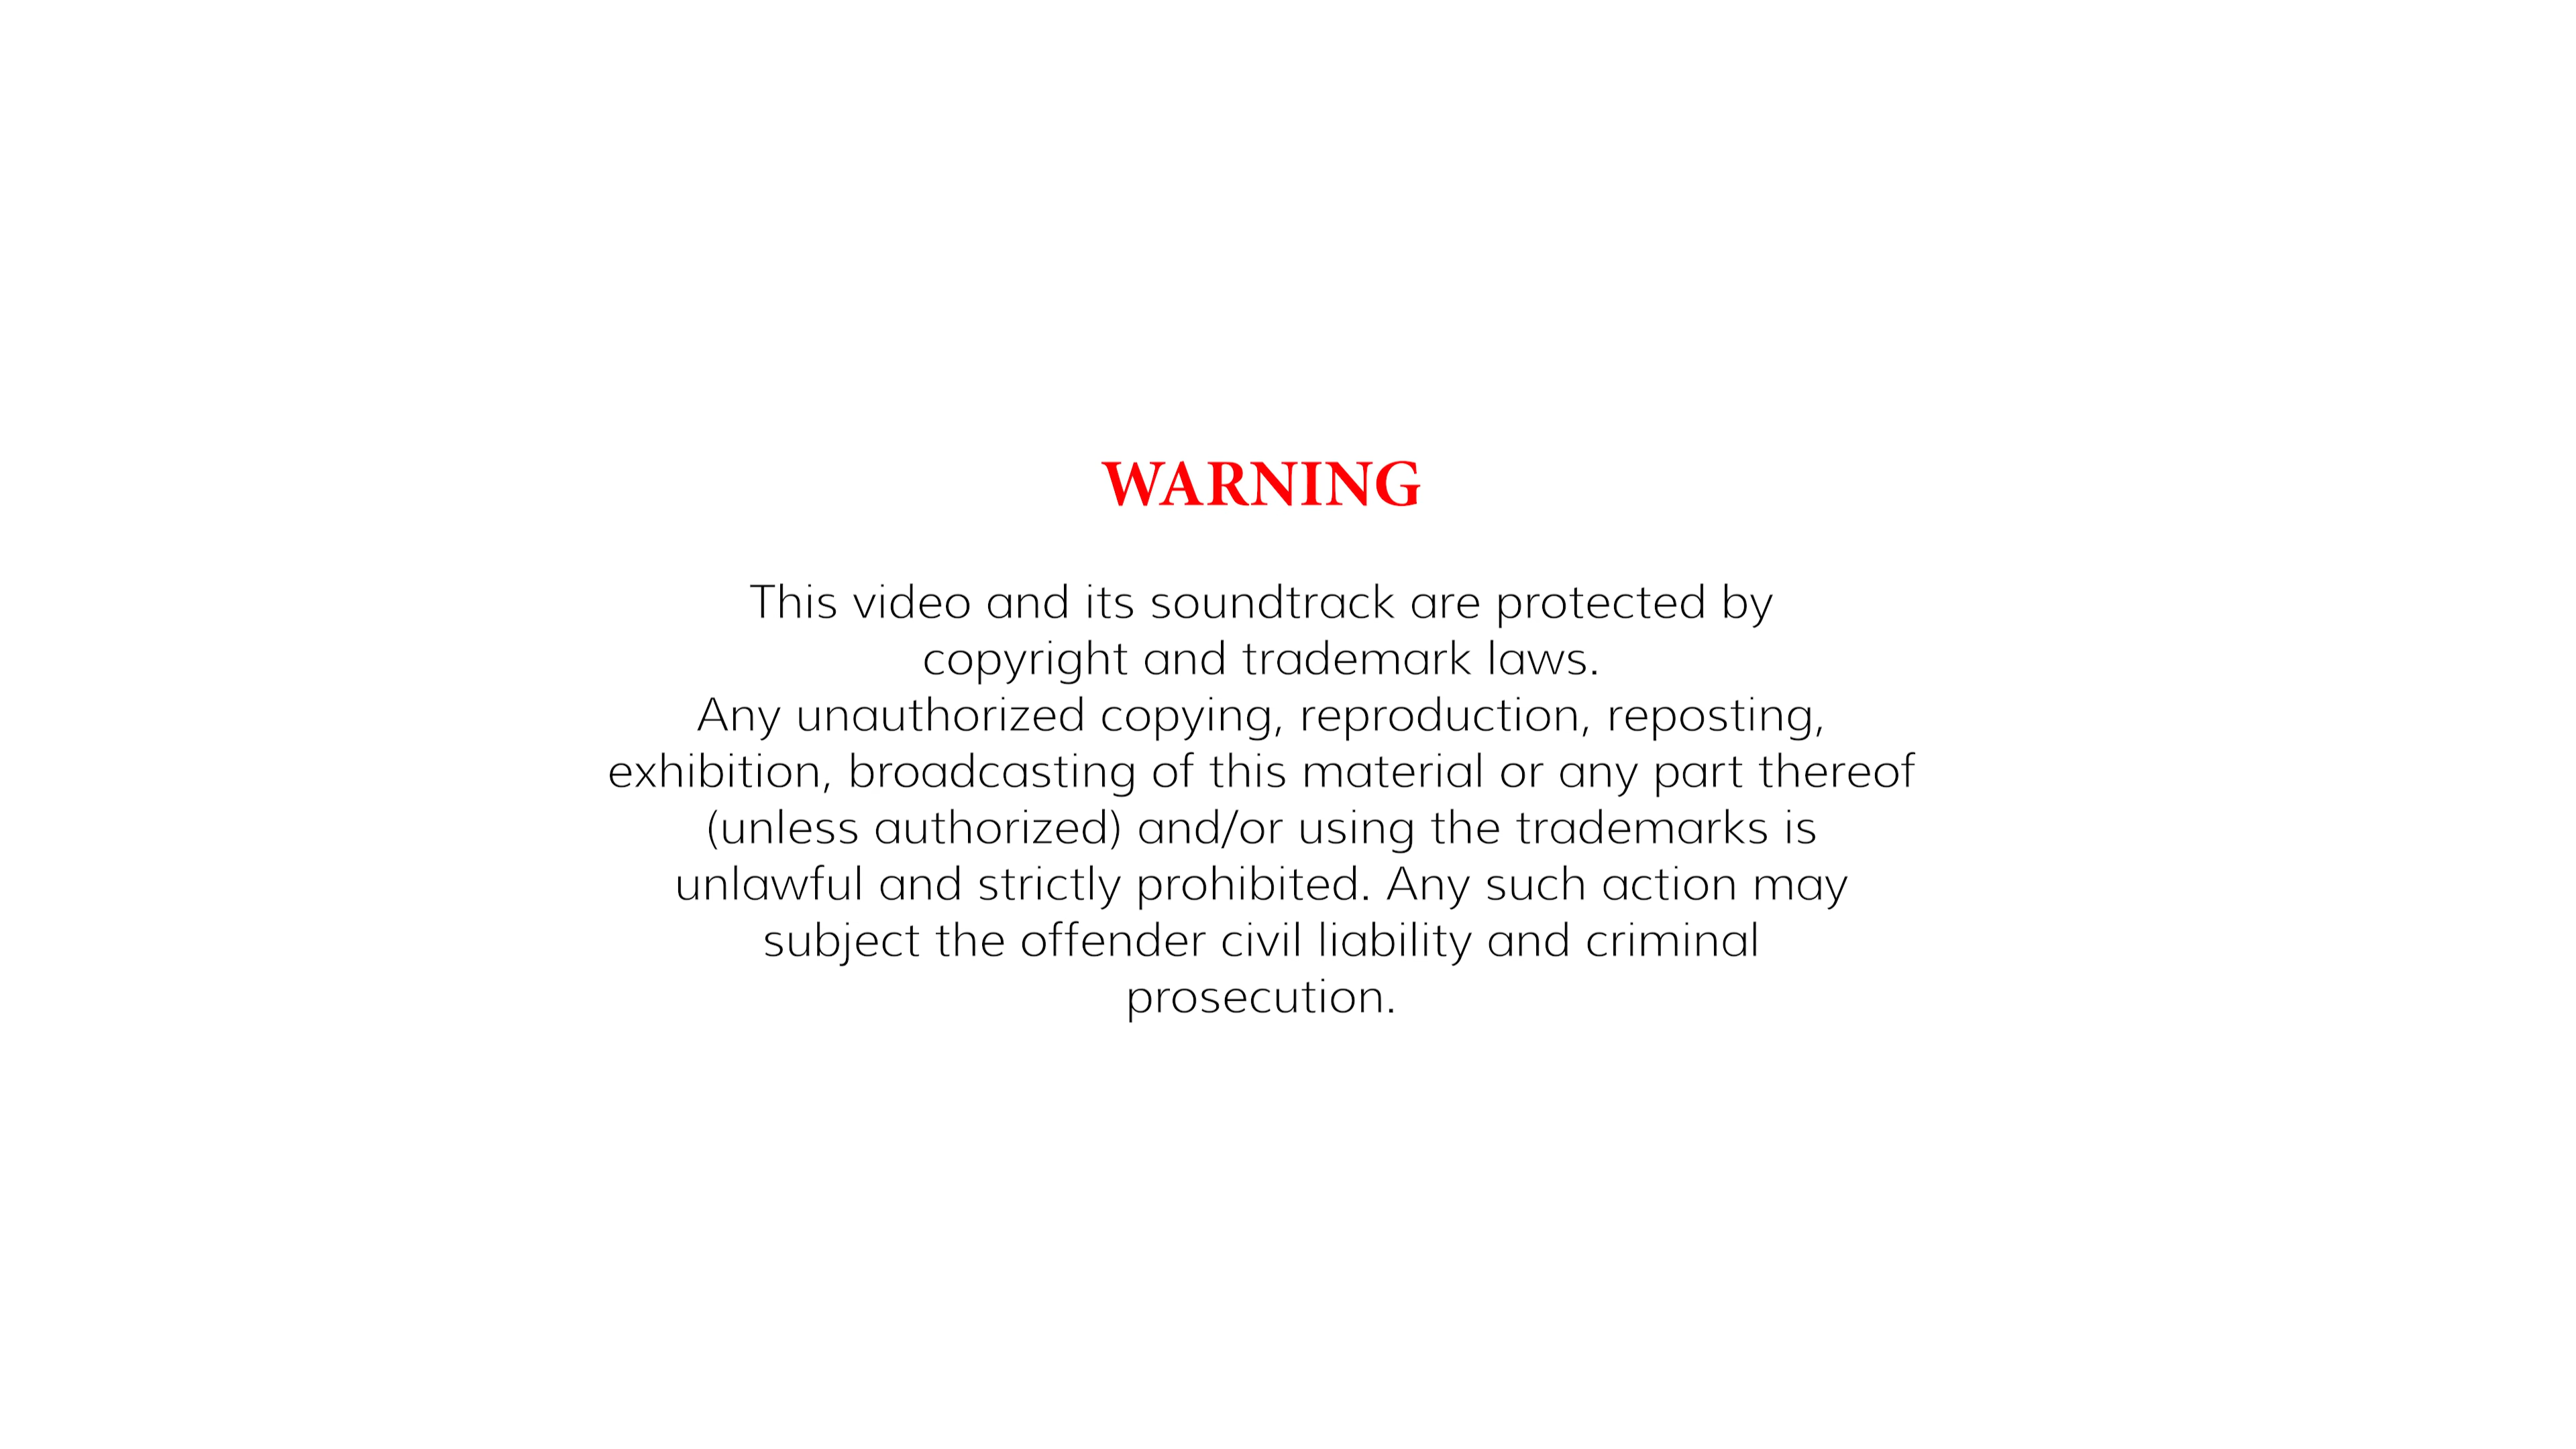 WARNING
This video and its soundtrack are protected by
copyright and trademark laws.
Any unauthorized copying, reproduction, reposting,
exhibition, broadcasting of this material or any part thereof
(unless authorized) and/or using the trademarks is
unlawful and strictly prohibited. Any such action may
subject the offender civil liability and criminal
prosecution.